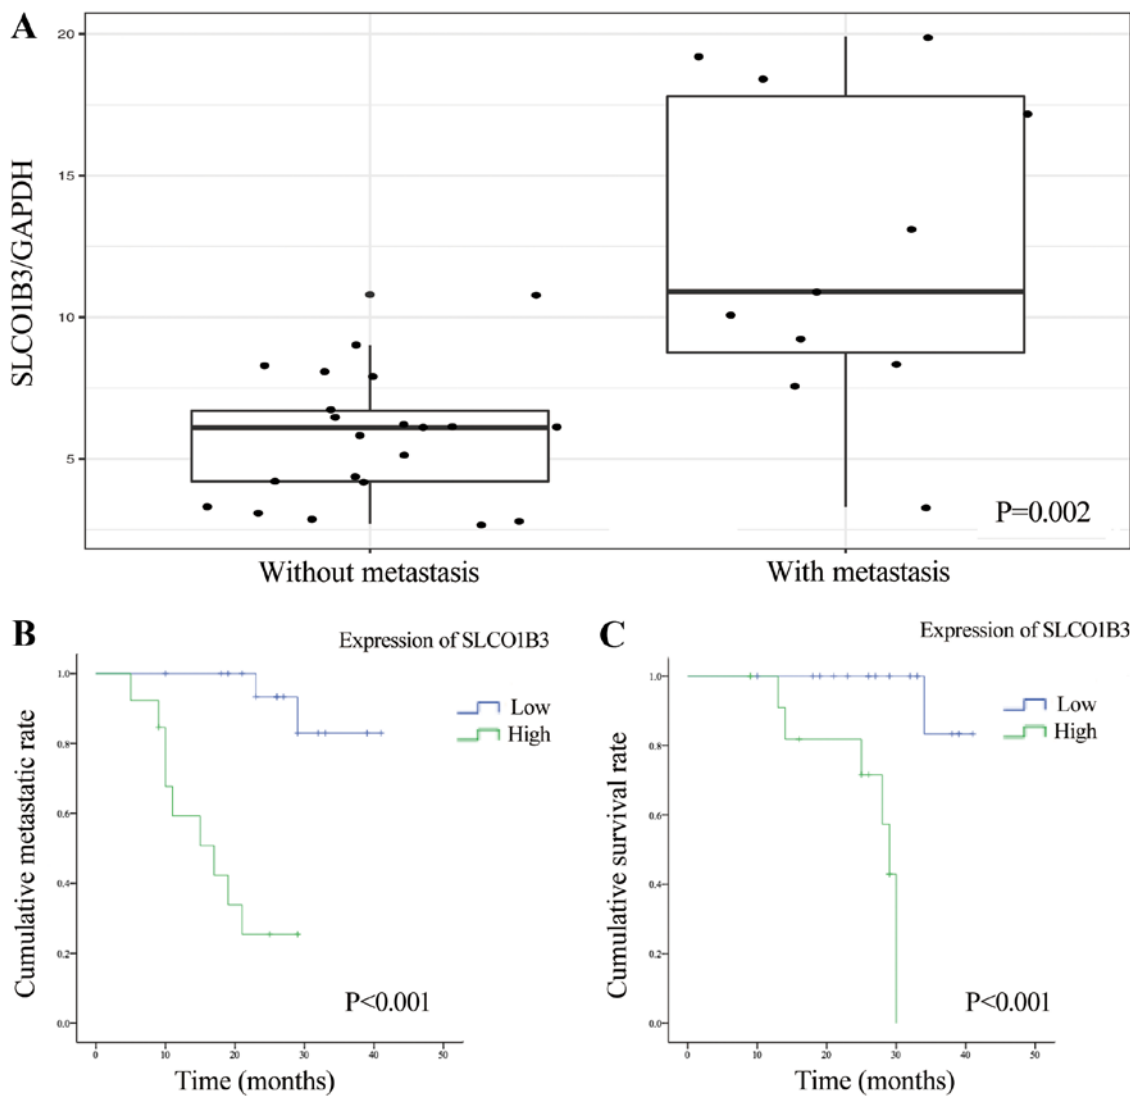 A
SLCO1B3/GAPDH
20
15
10
5
P=0.002
Without metastasis
With metastasis
B
Expression of SLCO1B3
Low
High
Cumulative metastatic rate
1.0
0.8
0.6
0.4
0.2
0.0
P<0.001
0
10
20
30
40
50
Time (months)
C
Expression of SLCO1B3
Low
High
Cumulative survival rate
1.0
0.8
0.6
0.4
0.2
0.0
P<0.001
0
10
20
30
40
50
Time (months)